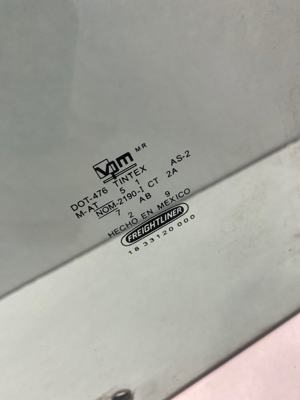 VM MR
DOT-476 TINTEX AS-2
M-AT 5 1
NOM-2190-I CT 2A
7 2 AB 9
HECHO EN MEXICO
FREIGHTLINER
18 33120 000